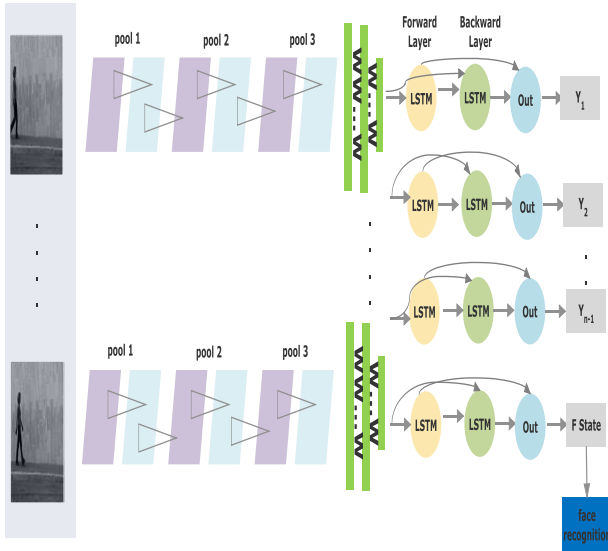 pool 1
pool 2
pool 3
Forward
Layer
Backward
Layer
LSTM
LSTM
Out
Y1
LSTM
LSTM
Out
Y2
LSTM
LSTM
Out
Yn-1
pool 1
pool 2
pool 3
LSTM
LSTM
Out
F State
face
recognition